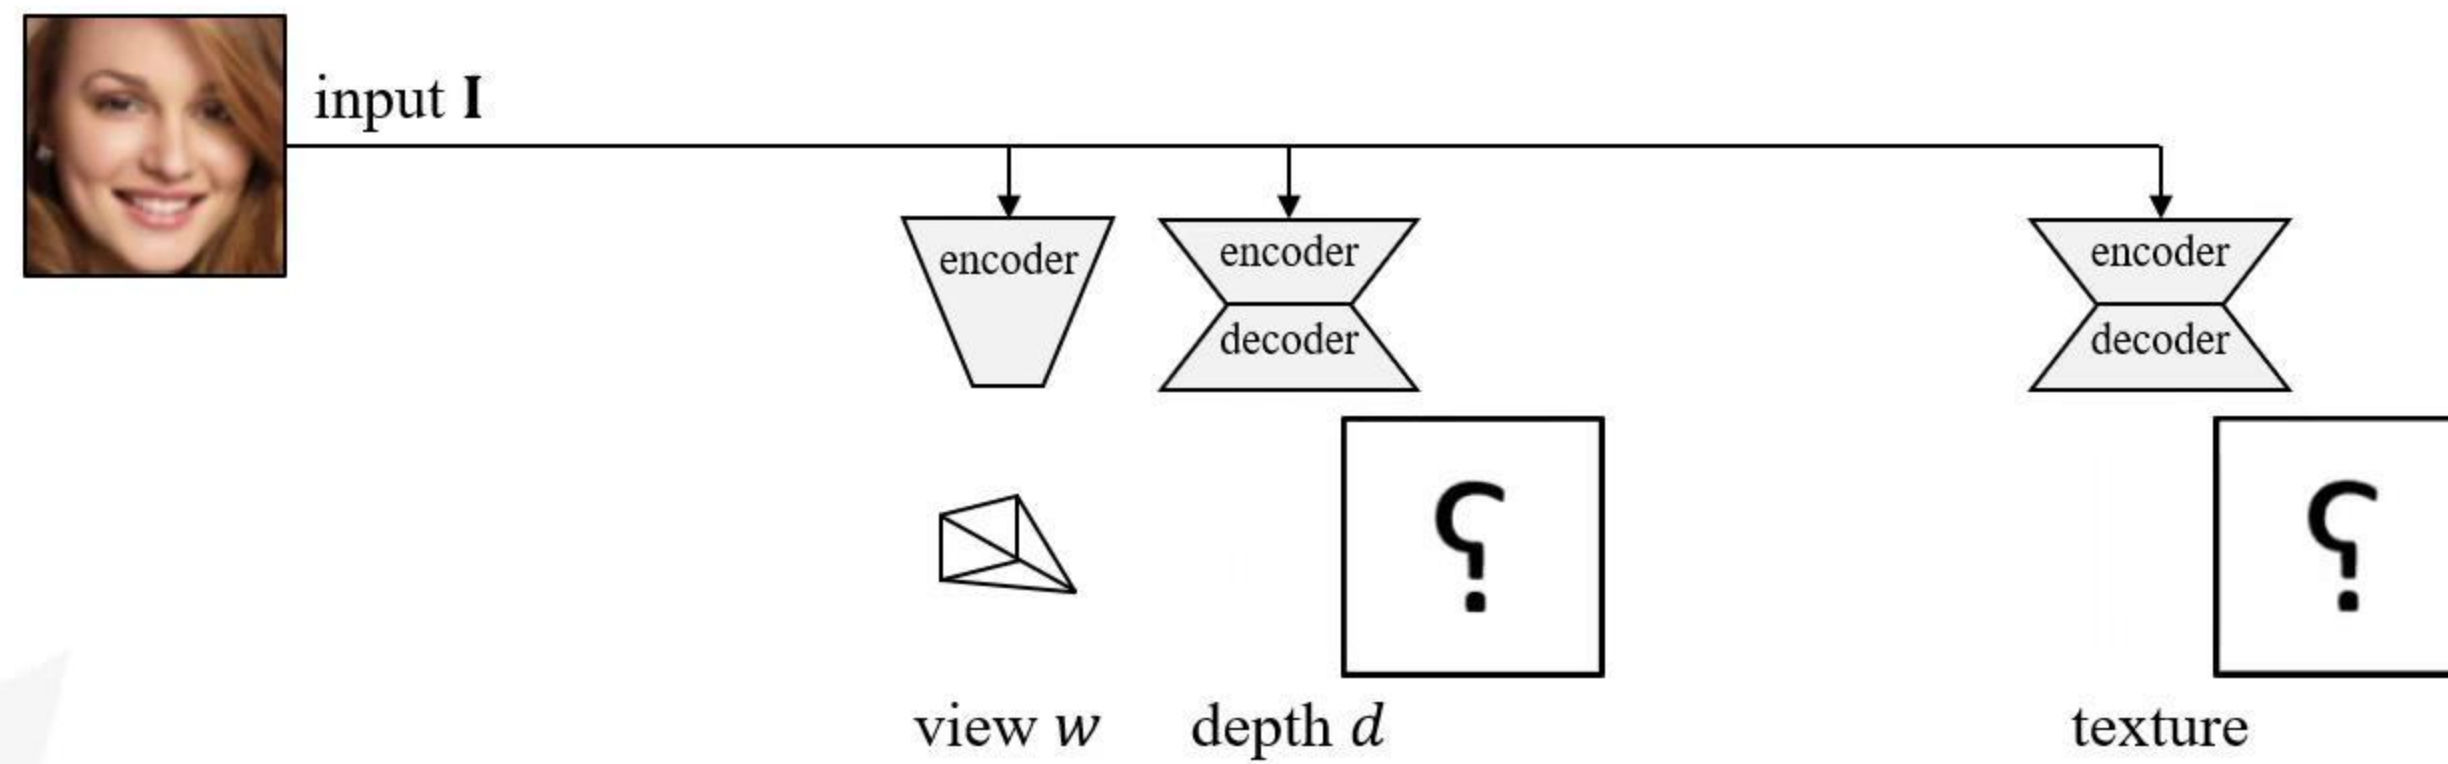 input I
encoder
encoder
decoder
encoder
decoder
؟
؟
view w
depth d
texture